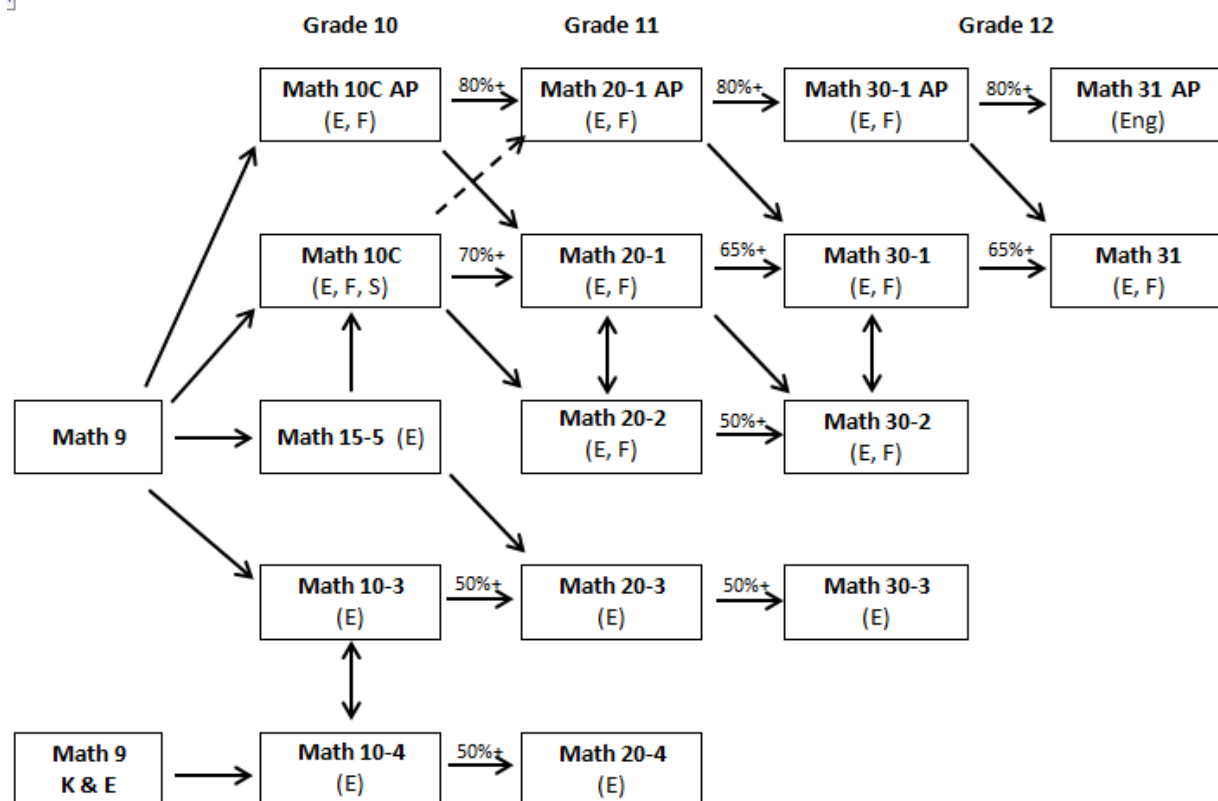 Grade 10
Grade 11
Grade 12
Math 10C AP
(E, F)
80%+
Math 20-1 AP
(E, F)
80%+
Math 30-1 AP
(E, F)
80%+
Math 31 AP
(Eng)
Math 10C
(E, F, S)
70%+
Math 20-1
(E, F)
65%+
Math 30-1
(E, F)
65%+
Math 31
(E, F)
Math 9
Math 15-5 (E)
Math 20-2
(E, F)
50%+
Math 30-2
(E, F)
Math 10-3
(E)
50%+
Math 20-3
(E)
50%+
Math 30-3
(E)
Math 9
K & E
Math 10-4
(E)
50%+
Math 20-4
(E)